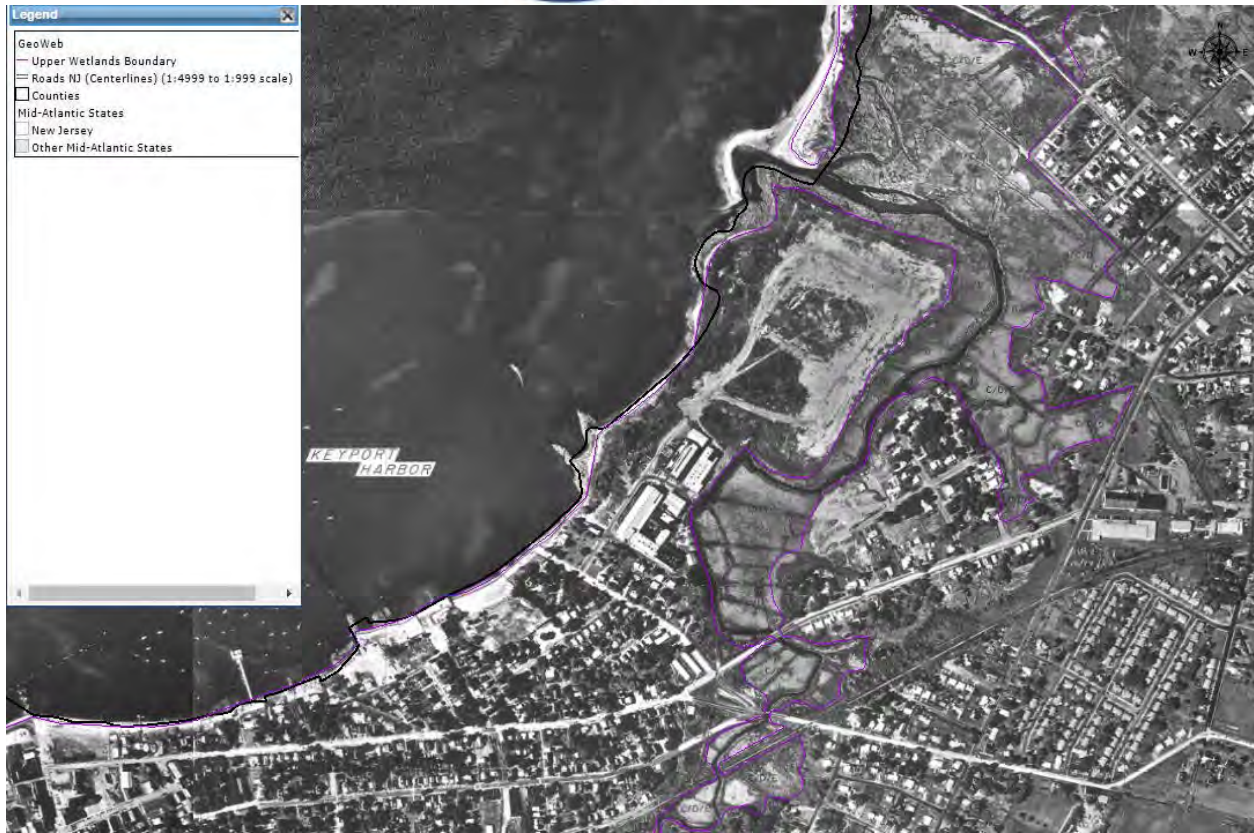 Legend
GeoWeb
Upper Wetlands Boundary
Roads NJ (Centerlines) (1:4999 to 1:999 scale)
Counties
Mid-Atlantic States
New Jersey
Other Mid-Atlantic States
N
W
E
S
KEYPORT
HARBOR
C/D/E
C/D/E
C/D/E
C/D/E